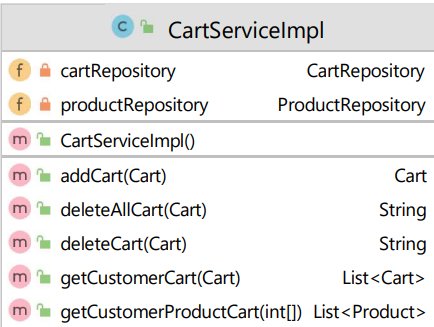 C CartServiceImpl
f cartRepository CartRepository
f productRepository ProductRepository
m CartServiceImpl()
m addCart(Cart) Cart
m deleteAllCart(Cart) String
m deleteCart(Cart) String
m getCustomerCart(Cart) List<Cart>
m getCustomerProductCart(int[]) List<Product>